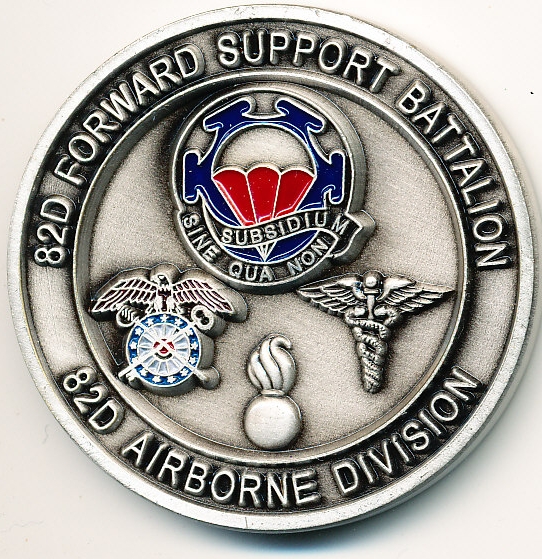 82D FORWARD SUPPORT BATTALION
SUBSIDIUM
SINE QUA NON
82D AIRBORNE DIVISION